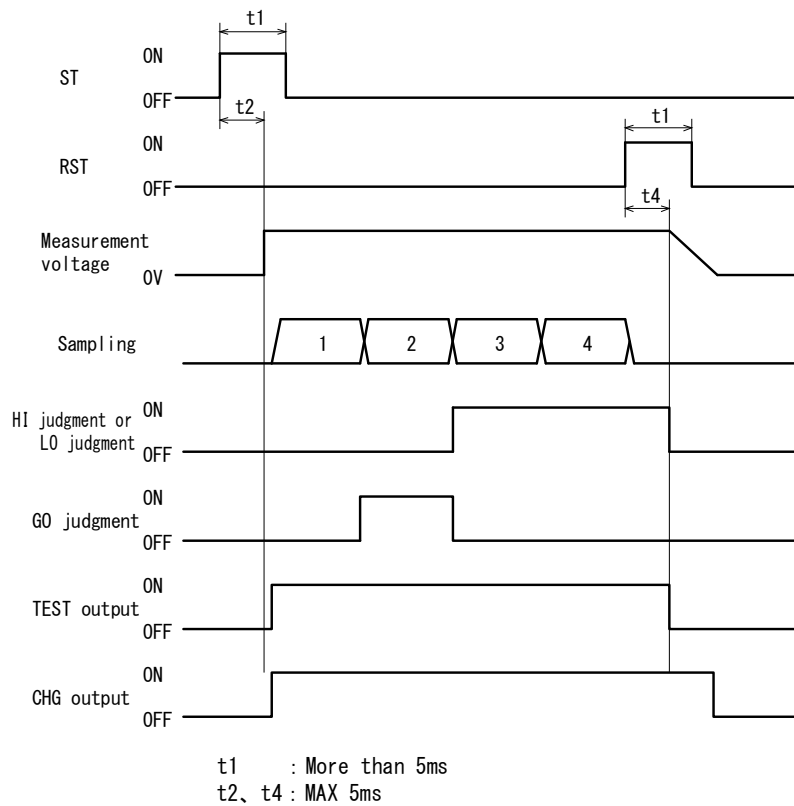 t1
ON
ST
OFF
t2
t1
ON
RST
OFF
t4
Measurement
voltage
0V
Sampling
1 2 3 4
HI judgment or
LO judgment
ON
OFF
ON
GO judgment
OFF
ON
TEST output
OFF
ON
CHG output
OFF
t1 : More than 5ms
t2、t4 : MAX 5ms